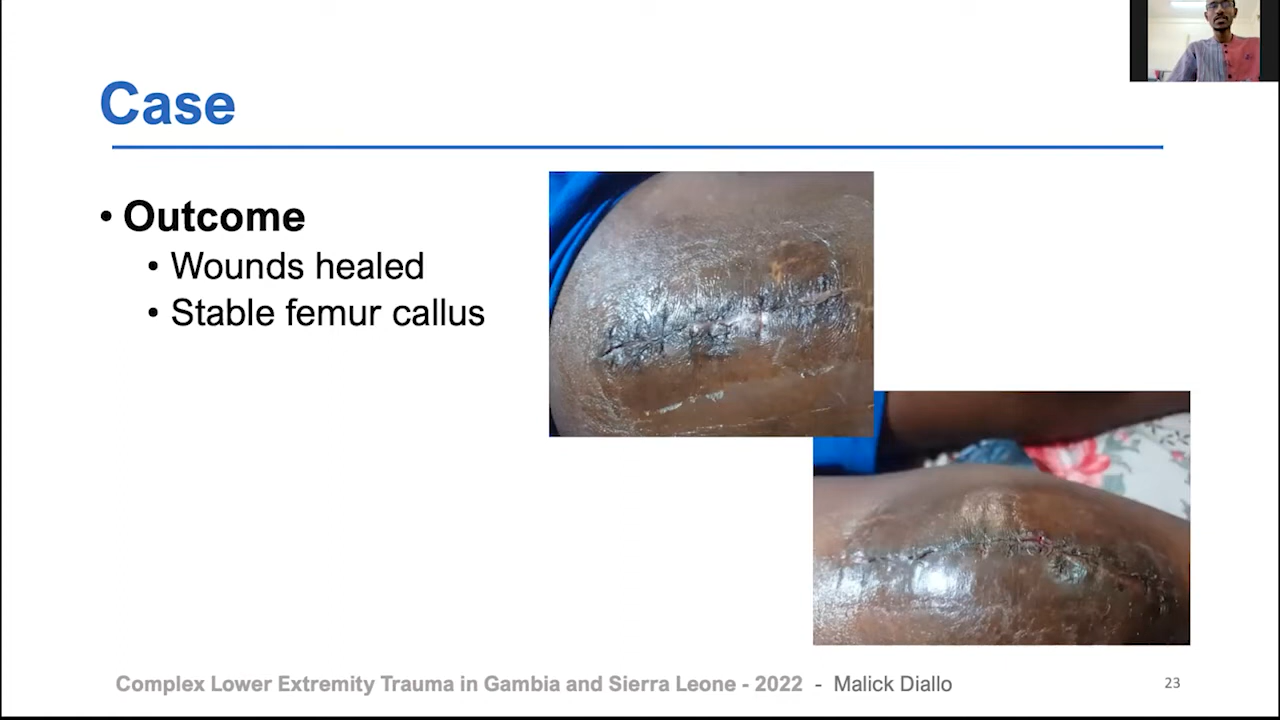 Case
• Outcome
• Wounds healed
• Stable femur callus
Complex Lower Extremity Trauma in Gambia and Sierra Leone - 2022 - Malick Diallo
23